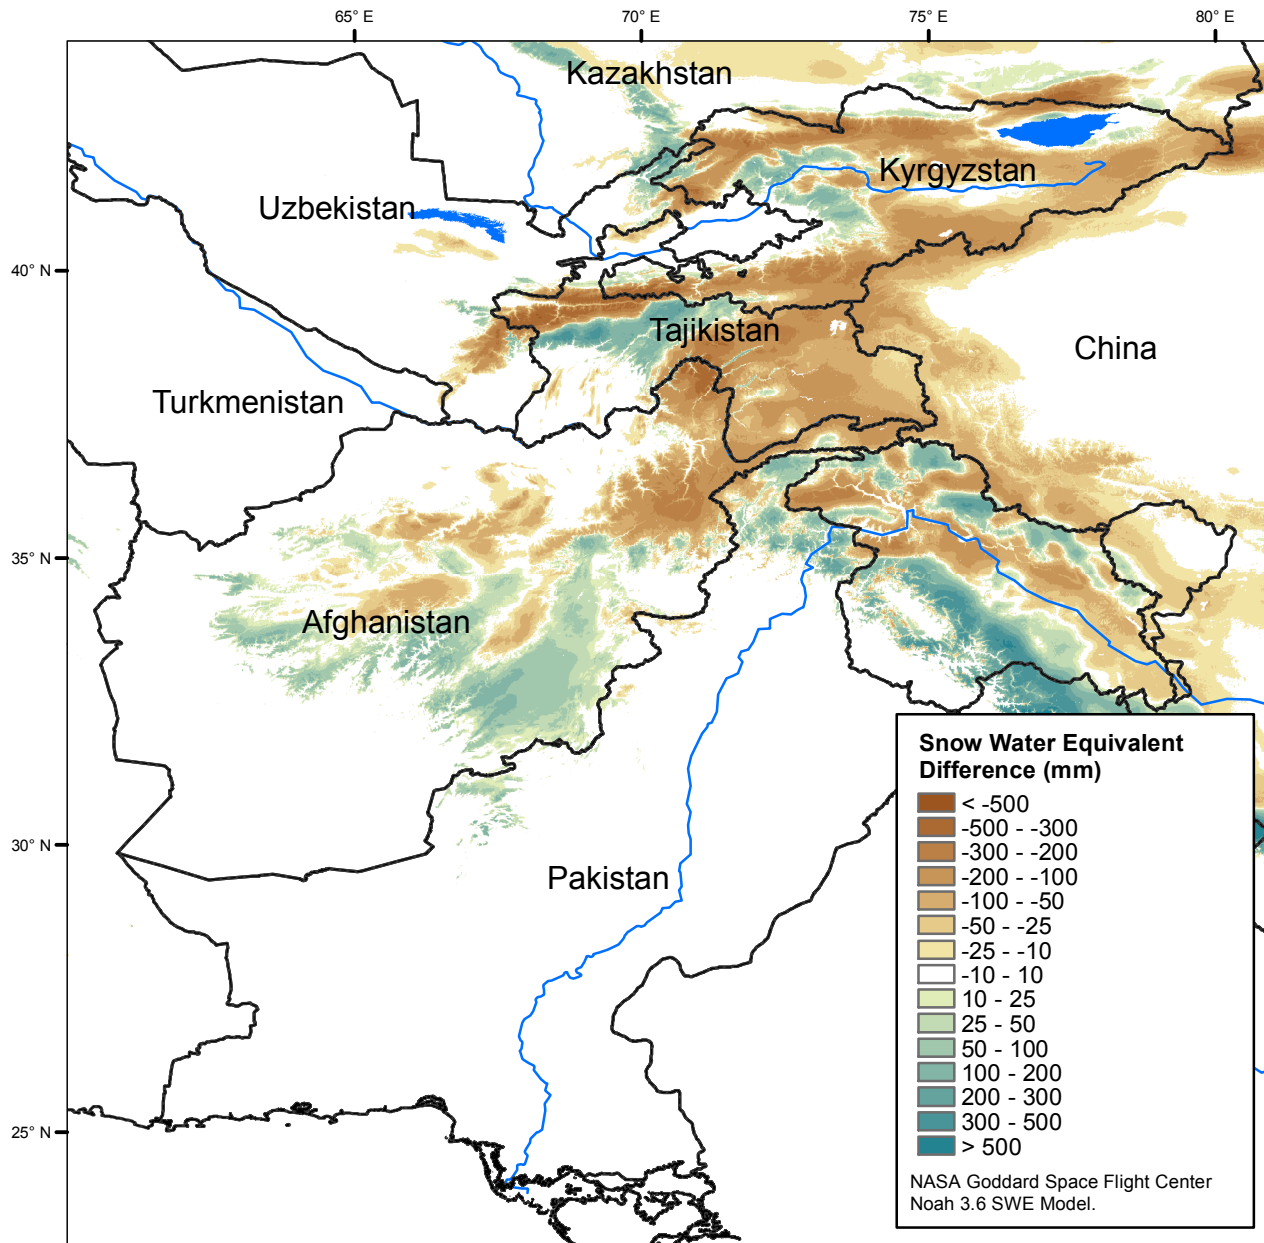 65° E
70° E
75° E
80° E
Kazakhstan
Kyrgyzstan
Uzbekistan
40° N
Tajikistan
China
Turkmenistan
35° N
Afghanistan
Snow Water Equivalent
Difference (mm)
< -500
-500 - -300
-300 - -200
-200 - -100
-100 - -50
-50 - -25
-25 - -10
-10 - 10
10 - 25
25 - 50
50 - 100
100 - 200
200 - 300
300 - 500
> 500
NASA Goddard Space Flight Center
Noah 3.6 SWE Model.
30° N
Pakistan
25° N